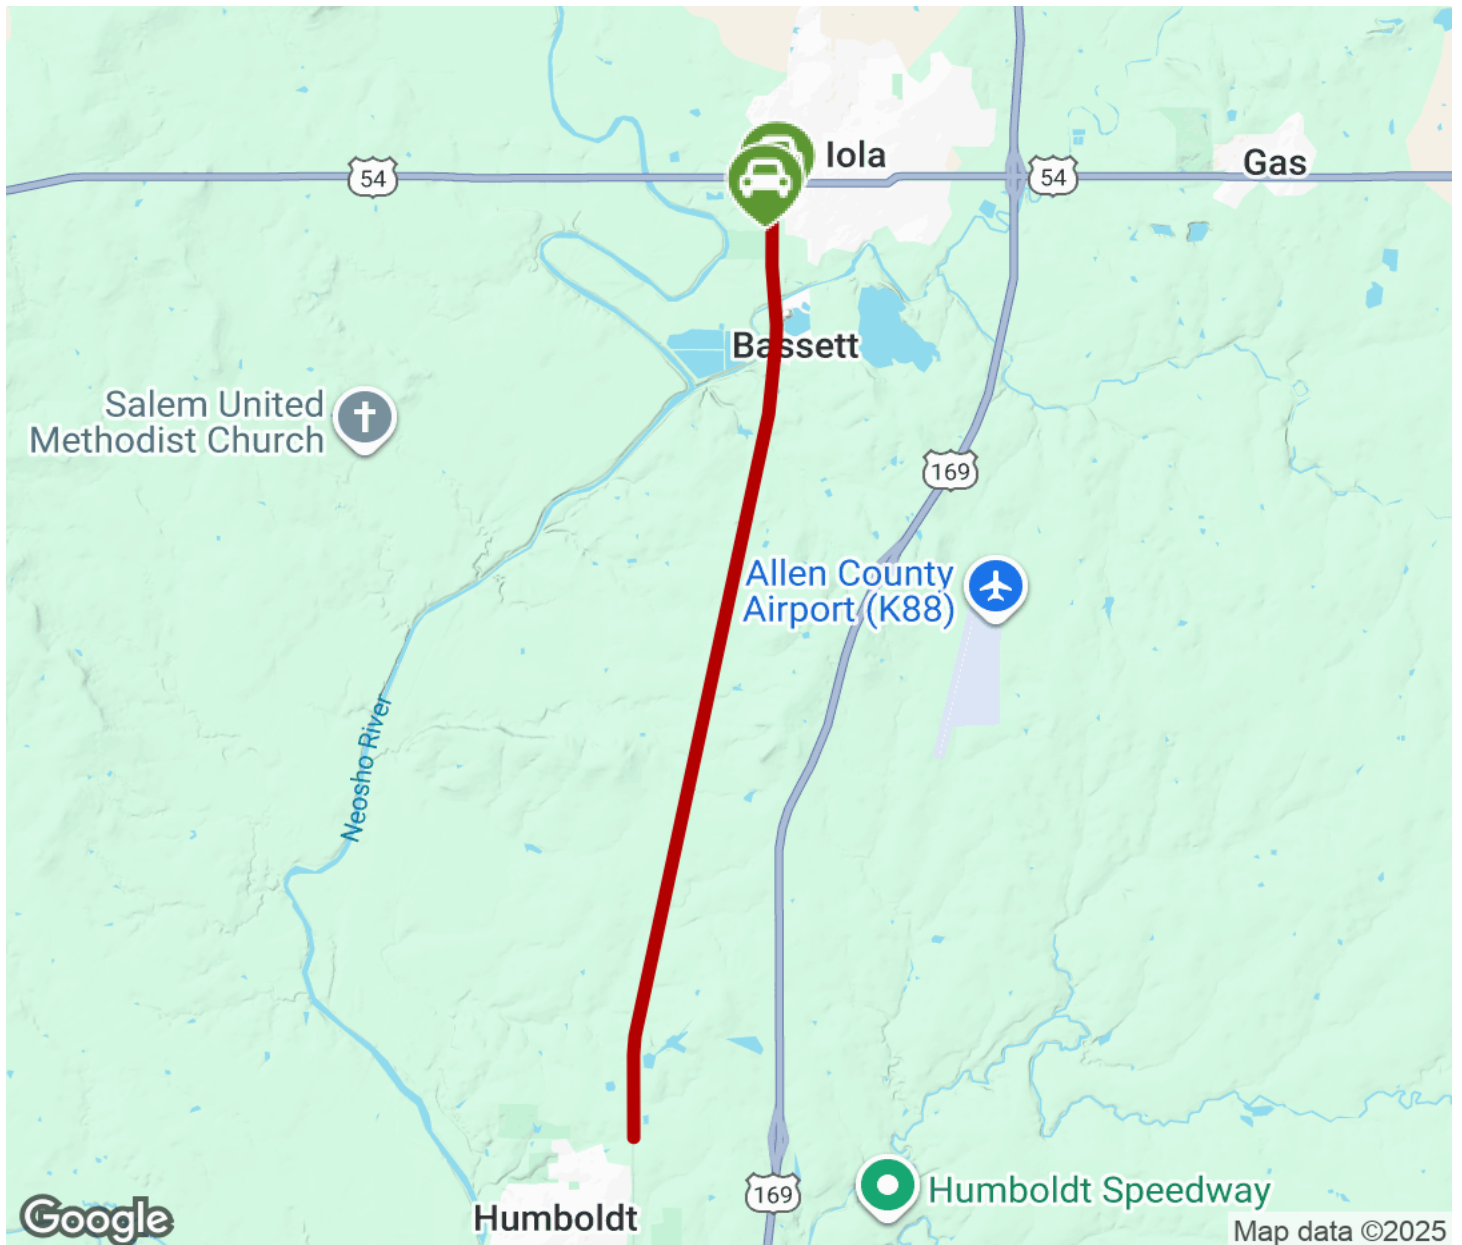 Iola
Gas
54
54
Bassett
Salem United
Methodist Church
169
Allen County
Airport (K88)
Neosho River
169
Humboldt Speedway
Humboldt
Google
Map data ©2025